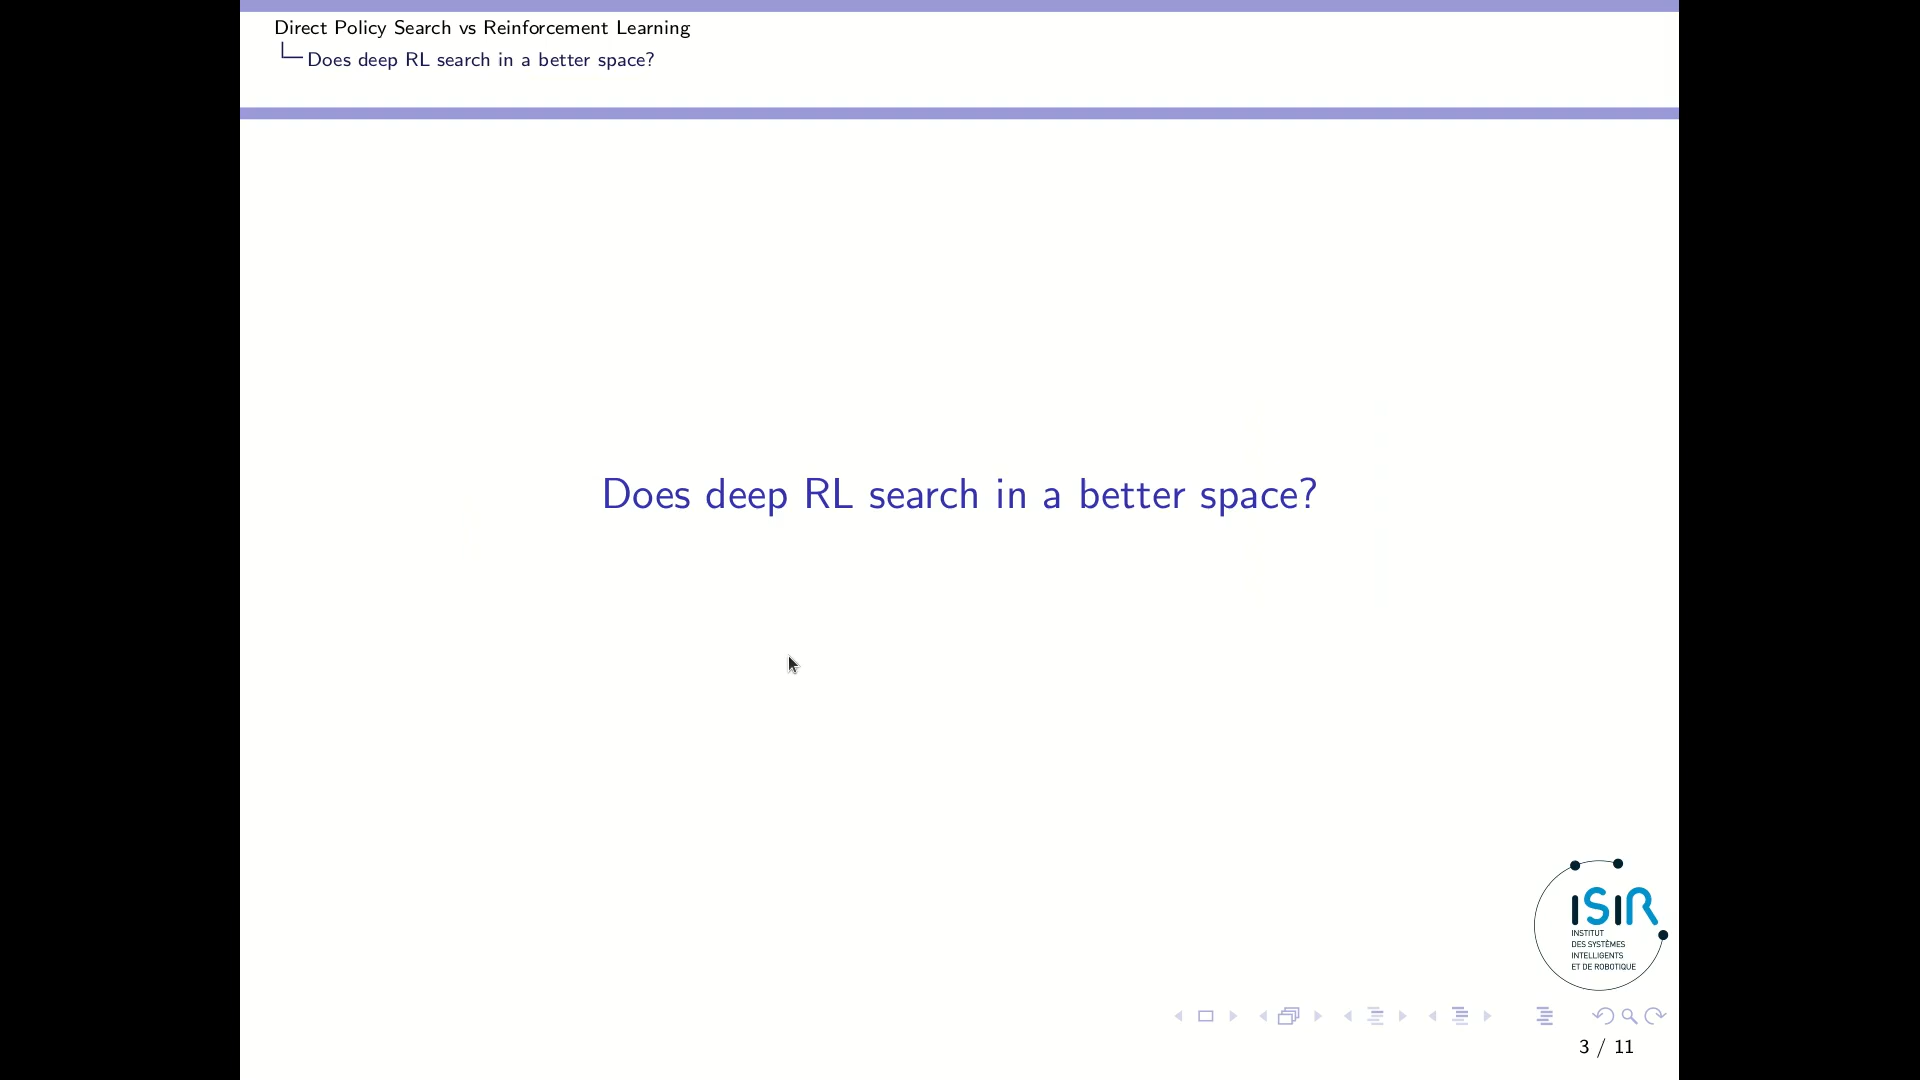 Direct Policy Search vs Reinforcement Learning
Does deep RL search in a better space?
Does deep RL search in a better space?
ISIR
INSTITUT
DES SYSTÈMES
INTELLIGENTS
ET DE ROBOTIQUE
3 / 11